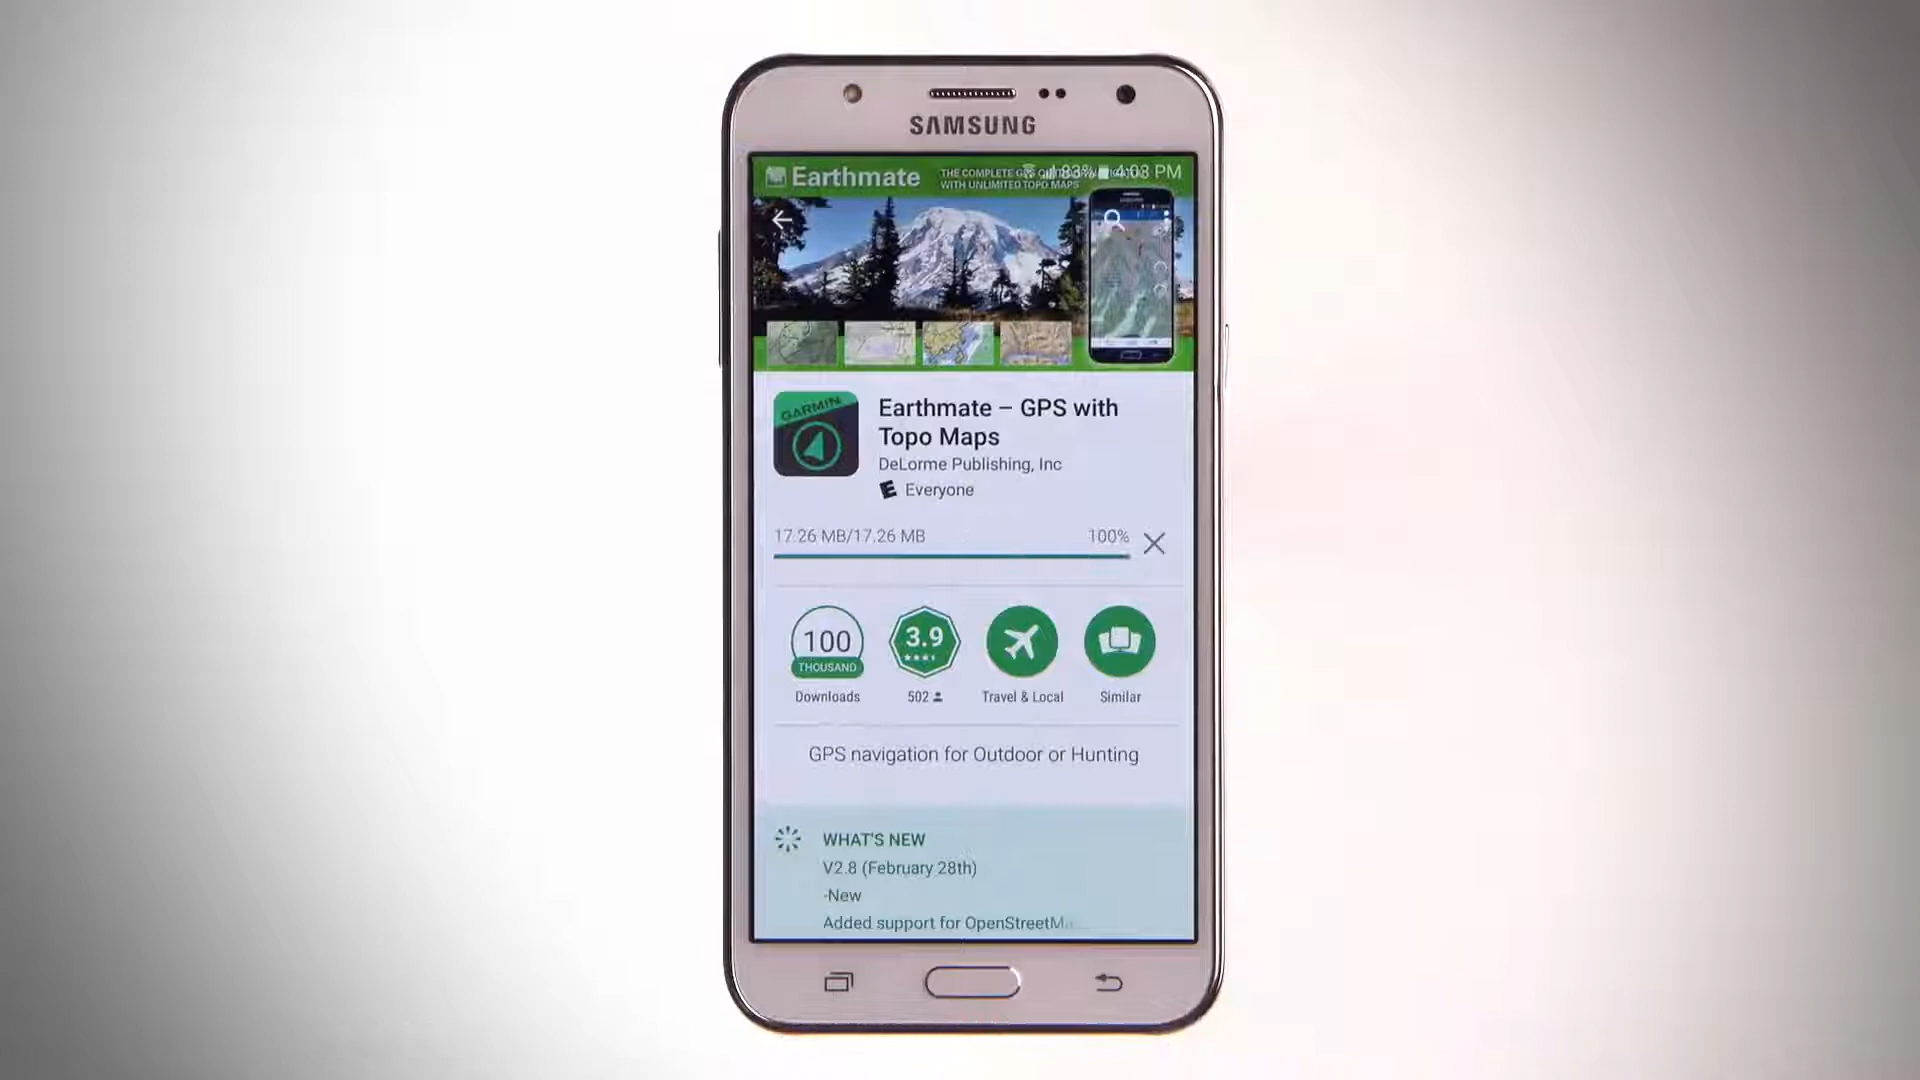 SAMSUNG
Earthmate
THE COMPLETE
WITH UNLIMITED TOPO MAPS
83% 4:03 PM
GARMIN
Earthmate – GPS with
Topo Maps
DeLorme Publishing, Inc
E Everyone
17.26 MB/17.26 MB 100%
100
THOUSAND
Downloads
3.9
502
Travel & Local
Similar
GPS navigation for Outdoor or Hunting
WHAT'S NEW
V2.8 (February 28th)
-New
Added support for OpenStreetMa...